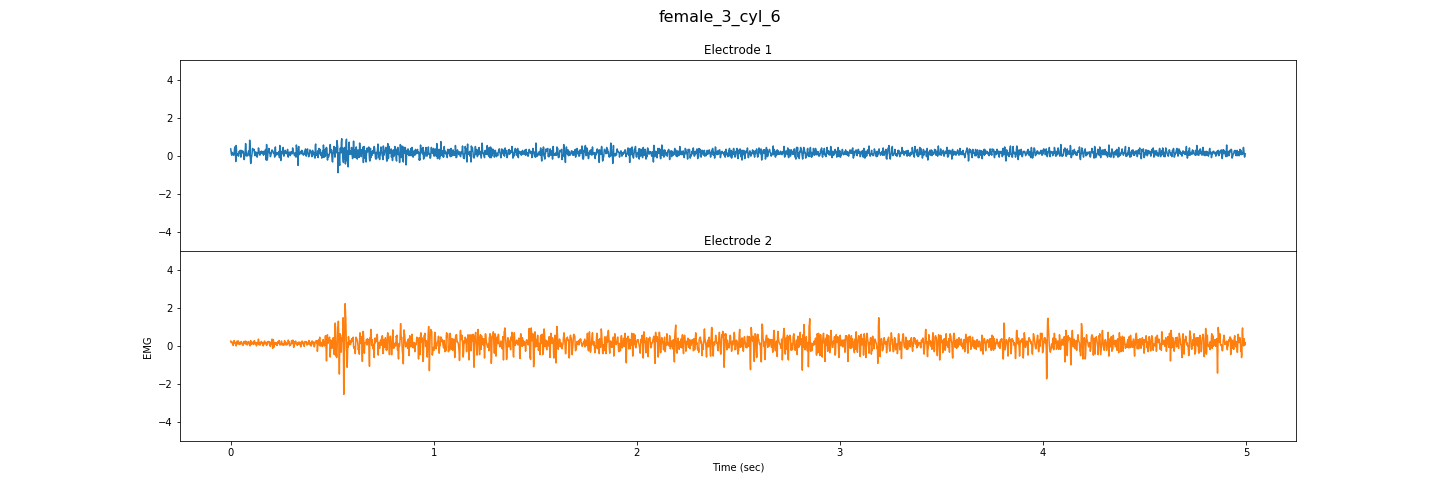 female_3_cyl_6
Electrode 1
4
2
0
−2
−4
Electrode 2
4
2
0
−2
−4
EMG
0 1 2 3 4 5
Time (sec)